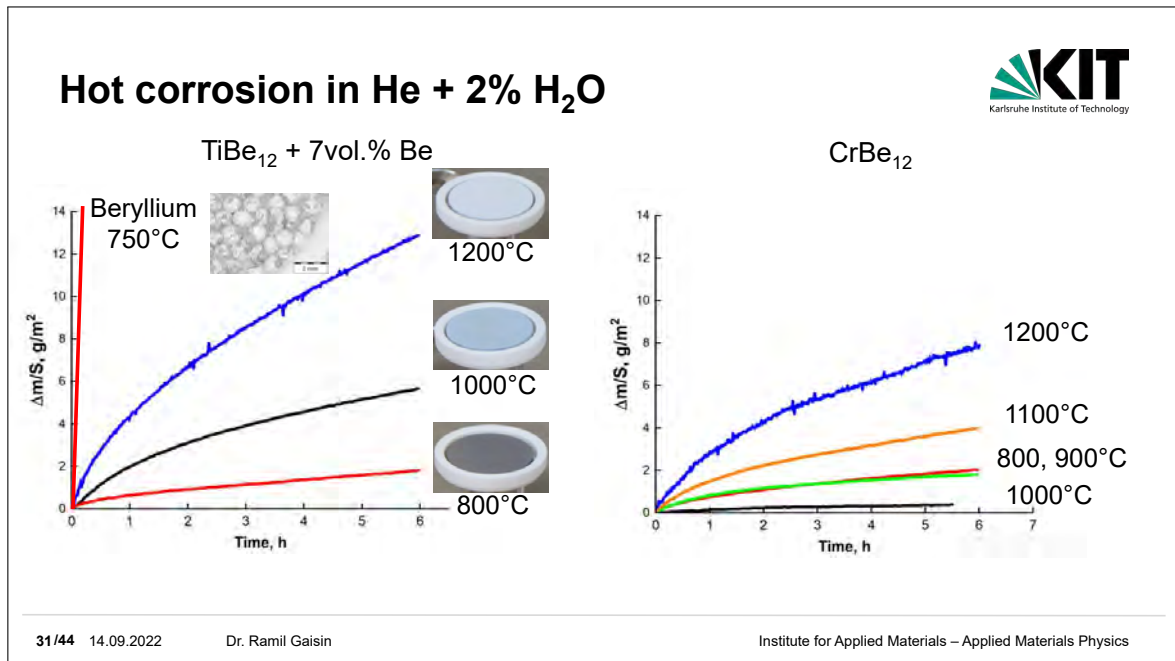 Hot corrosion in He + 2% H₂O
KIT
Karlsruhe Institute of Technology
TiBe₁₂ + 7vol.% Be
Beryllium
750°C
14
12
10
8
6
4
2
0
Δm/S, g/m²
0 1 2 3 4 5 6
Time, h
1200°C
1000°C
800°C
CrBe₁₂
14
12
10
8
6
4
2
0
Δm/S, g/m²
0 1 2 3 4 5 6 7
Time, h
1200°C
1100°C
800, 900°C
1000°C
31/44 14.09.2022 Dr. Ramil Gaisin Institute for Applied Materials – Applied Materials Physics